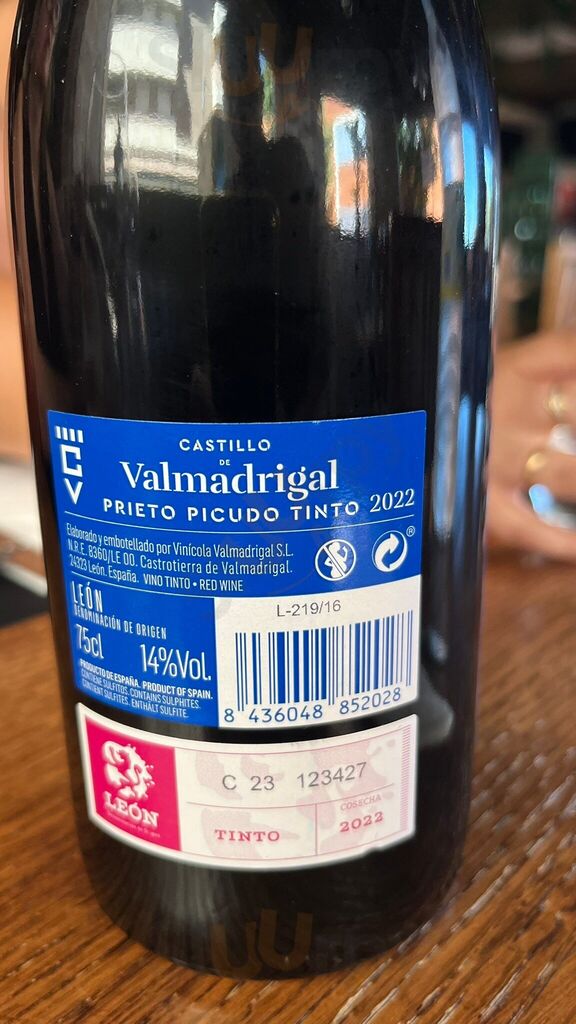 CV
CASTILLO
DE
Valmadrigal
PRIETO PICUDO TINTO 2022
Elaborado y embotellado por Vinícola Valmadrigal S.L.
N.R.E. 8360/LE 00. Castrotierra de Valmadrigal.
24323 León. España. VINO TINTO • RED WINE
®
LEÓN
DENOMINACIÓN DE ORIGEN
75cl 14%Vol.
PRODUCTO DE ESPAÑA. PRODUCT OF SPAIN.
CONTIENE SULFITOS. CONTAINS SULPHITES.
CONTIENT SULFITES. ENTHÄLT SULFITE.
L-219/16
8 436048 852028
LEÓN
C 23 123427
TINTO
COSECHA
2022